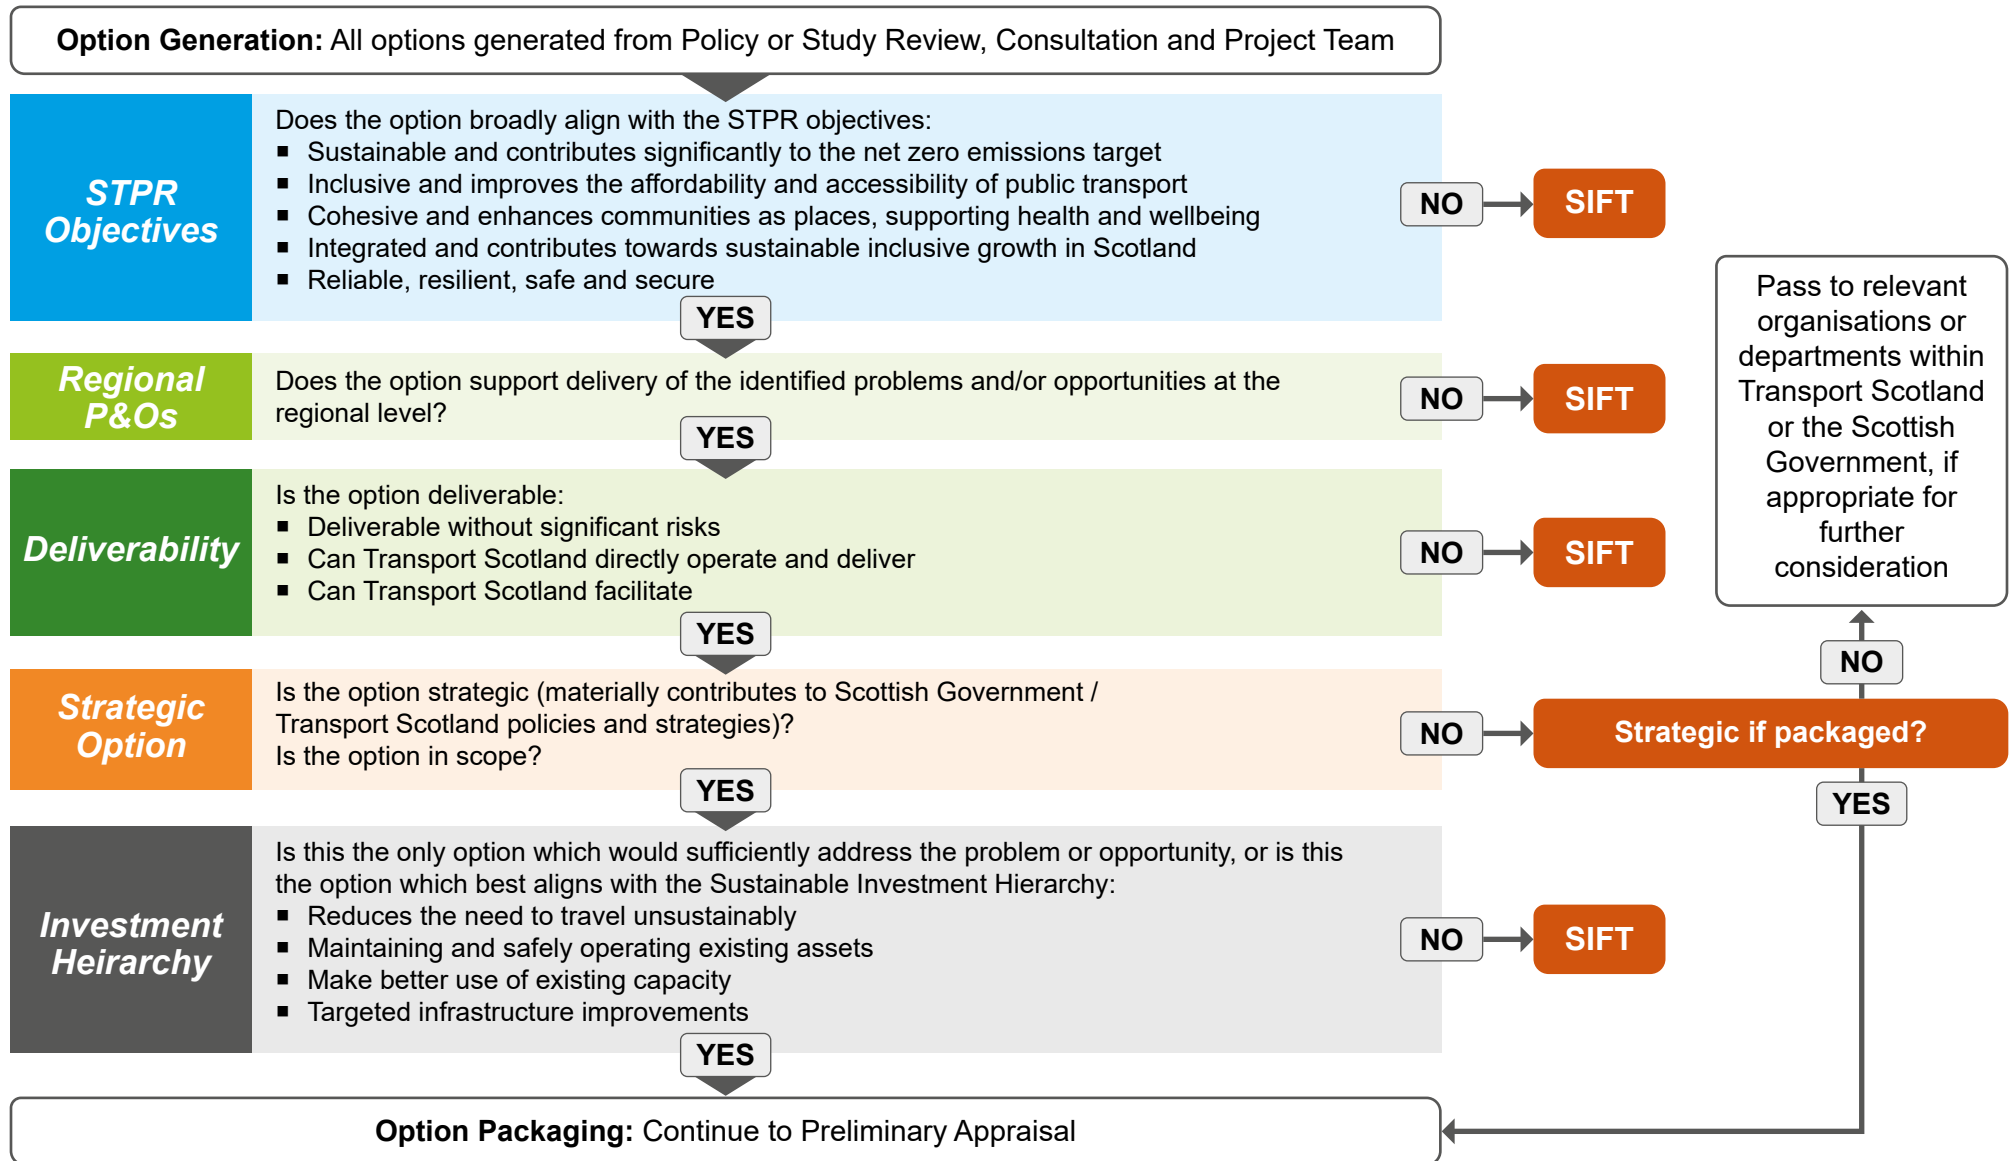 Option Generation: All options generated from Policy or Study Review, Consultation and Project Team
STPR
Objectives
Does the option broadly align with the STPR objectives:
▪ Sustainable and contributes significantly to the net zero emissions target
▪ Inclusive and improves the affordability and accessibility of public transport
▪ Cohesive and enhances communities as places, supporting health and wellbeing
▪ Integrated and contributes towards sustainable inclusive growth in Scotland
▪ Reliable, resilient, safe and secure
NO
SIFT
YES
Regional
P&Os
Does the option support delivery of the identified problems and/or opportunities at the
regional level?
NO
SIFT
YES
Deliverability
Is the option deliverable:
▪ Deliverable without significant risks
▪ Can Transport Scotland directly operate and deliver
▪ Can Transport Scotland facilitate
NO
SIFT
YES
Strategic
Option
Is the option strategic (materially contributes to Scottish Government /
Transport Scotland policies and strategies)?
Is the option in scope?
NO
Strategic if packaged?
NO
Pass to relevant
organisations or
departments within
Transport Scotland
or the Scottish
Government, if
appropriate for
further
consideration
YES
YES
Investment
Heirarchy
Is this the only option which would sufficiently address the problem or opportunity, or is this
the option which best aligns with the Sustainable Investment Hierarchy:
▪ Reduces the need to travel unsustainably
▪ Maintaining and safely operating existing assets
▪ Make better use of existing capacity
▪ Targeted infrastructure improvements
NO
SIFT
YES
Option Packaging: Continue to Preliminary Appraisal